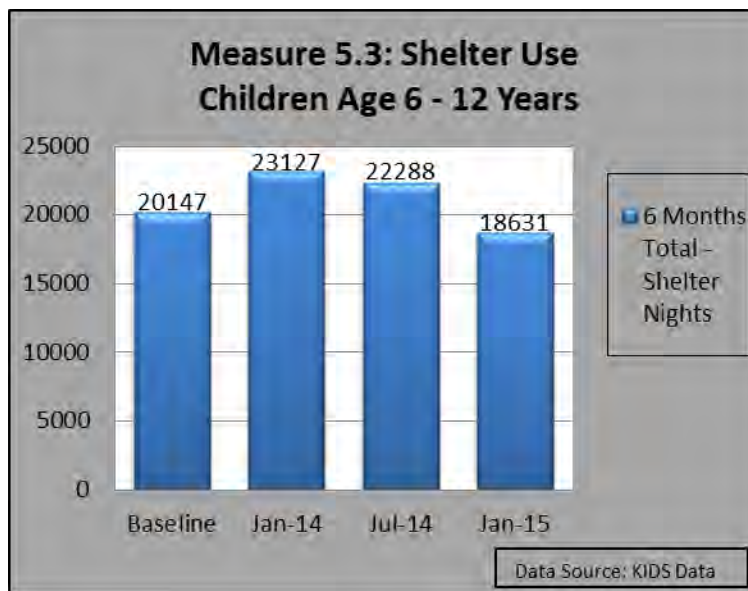 Measure 5.3: Shelter Use
Children Age 6 - 12 Years
25000
20000
15000
10000
5000
0
20147
23127
22288
18631
Baseline
Jan-14
Jul-14
Jan-15
6 Months
Total –
Shelter
Nights
Data Source: KIDS Data